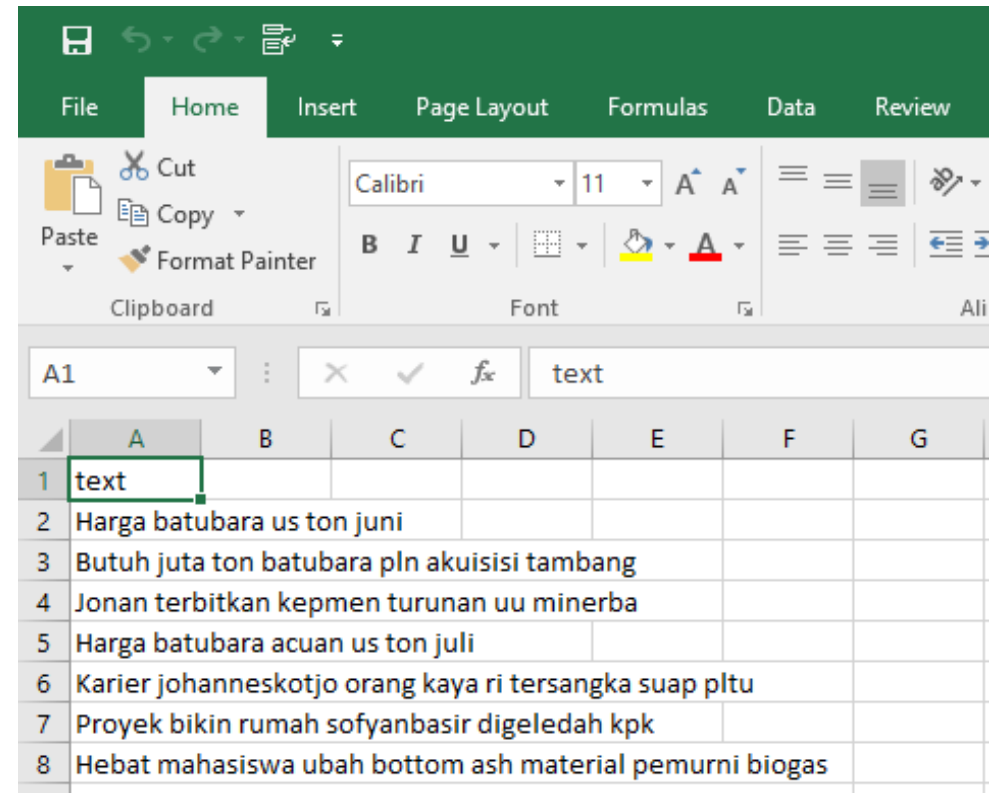 File Home Insert Page Layout Formulas Data Review
Cut
Copy
Paste
Format Painter
Calibri 11 A A
B I U A
Clipboard Font Ali
A1 fx text
A B C D E F G
1 text
2 Harga batubara us ton juni
3 Butuh juta ton batubara pln akuisisi tambang
4 Jonan terbitkan kepmen turunan uu minerba
5 Harga batubara acuan us ton juli
6 Karier johanneskotjo orang kaya ri tersangka suap pltu
7 Proyek bikin rumah sofyanbasir digeledah kpk
8 Hebat mahasiswa ubah bottom ash material pemurni biogas